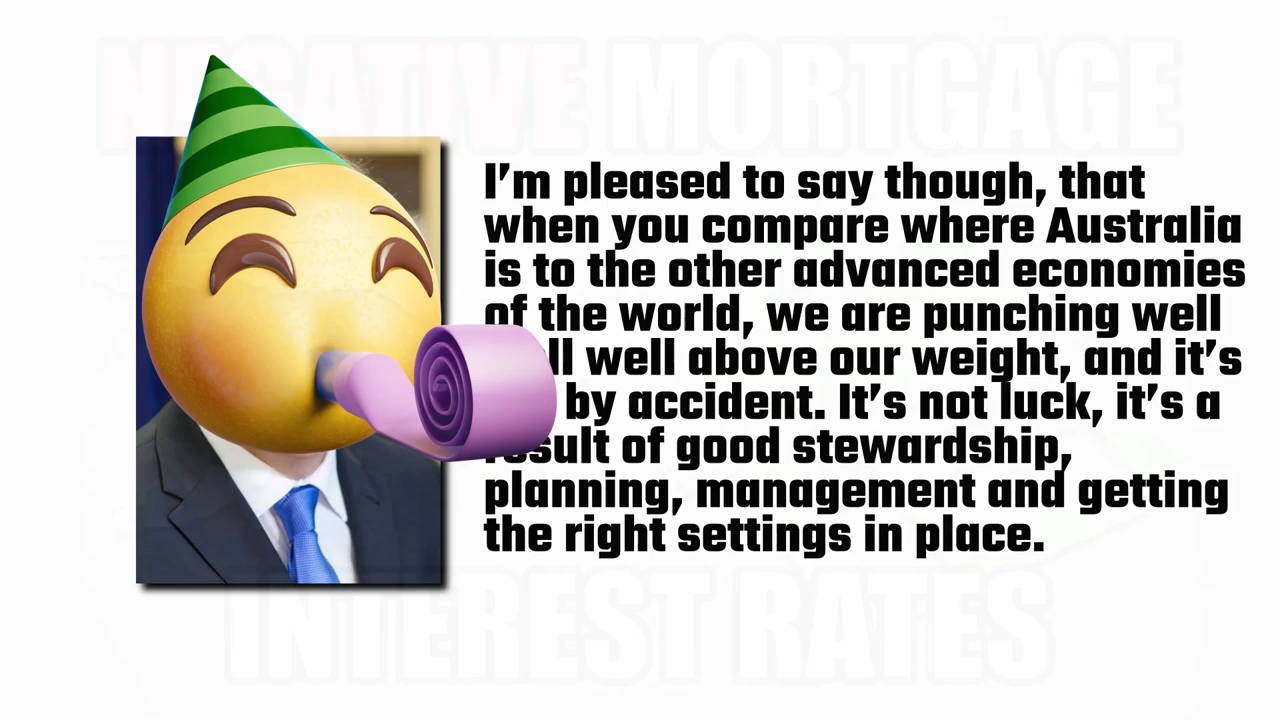 NEGATIVE MORTGAGE
I'm pleased to say though, that
when you compare where Australia
is to the other advanced economies
of the world, we are punching well
well above our weight, and it's
by accident. It's not luck, it's a
result of good stewardship,
planning, management and getting
the right settings in place.
INTEREST RATES